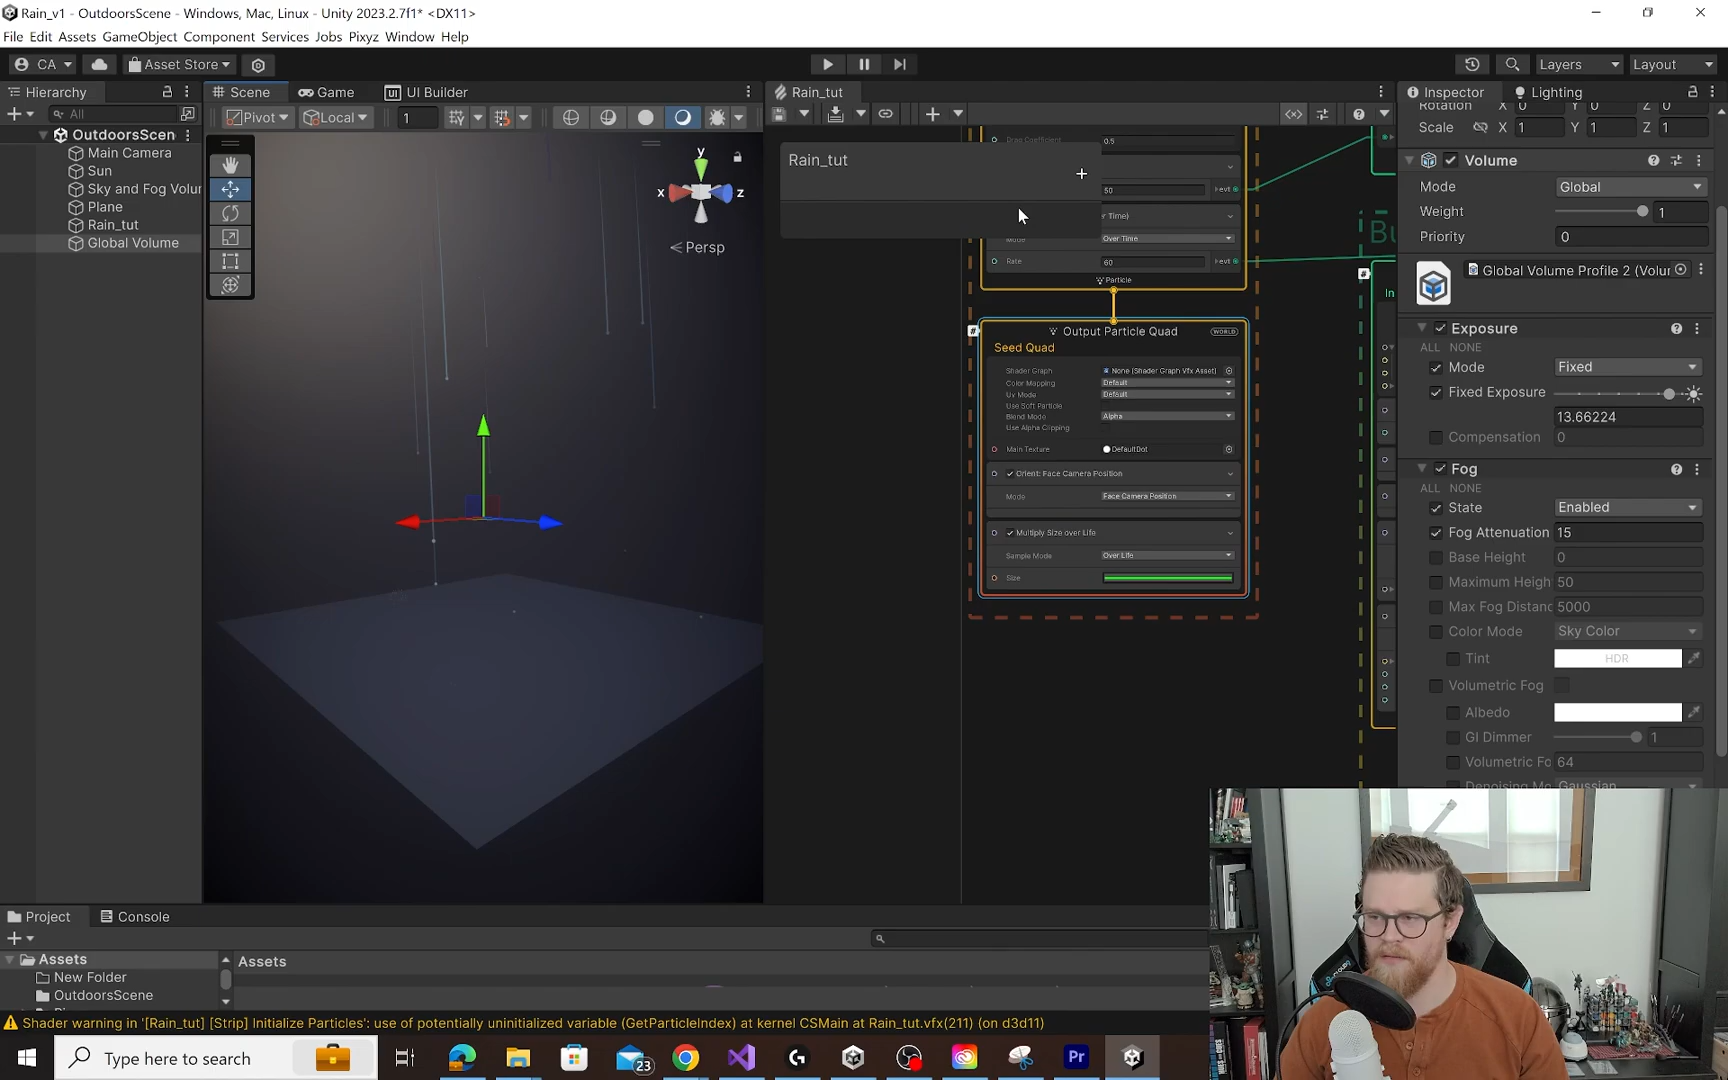 Rain_v1 - OutdoorsScene - Windows, Mac, Linux - Unity 2023.2.7f1* <DX11>
File Edit Assets GameObject Component Services Jobs Pixyz Window Help
CA Asset Store Layers Layout
Hierarchy Scene Game UI Builder Rain_tut Inspector Lighting
All Pivot Local 1
OutdoorsScen
Main Camera
Sun
Sky and Fog Volu
Plane
Rain_tut
Global Volume
y
x z
Persp
Rain_tut
Drag Coefficient 0.5
50
r Time)
Mode Over Time
Rate 60
Particle
Bu
In
Output Particle Quad WORLD
Seed Quad
Shader Graph None (Shader Graph Vfx Asset)
Color Mapping Default
Uv Mode Default
Use Soft Particle
Blend Mode Alpha
Use Alpha Clipping
Main Texture DefaultDot
Orient: Face Camera Position
Mode Face Camera Position
Multiply Size over Life
Sample Mode Over Life
Size
Rotation X 0 Y 0 Z 0
Scale X 1 Y 1 Z 1
Volume
Mode Global
Weight 1
Priority 0
Global Volume Profile 2 (Volu
Exposure
ALL NONE
Mode Fixed
Fixed Exposure
13.66224
Compensation 0
Fog
ALL NONE
State Enabled
Fog Attenuation 15
Base Height 0
Maximum Heigh 50
Max Fog Distanc 5000
Color Mode Sky Color
Tint HDR
Volumetric Fog
Albedo
GI Dimmer 1
Volumetric Fo 64
Denoising Mo Gaussian
Project Console
Assets Assets
New Folder
OutdoorsScene
Shader warning in '[Rain_tut] [Strip] Initialize Particles': use of potentially uninitialized variable (GetParticleIndex) at kernel CSMain at Rain_tut.vfx(211) (on d3d11)
Type here to search 23 Pr